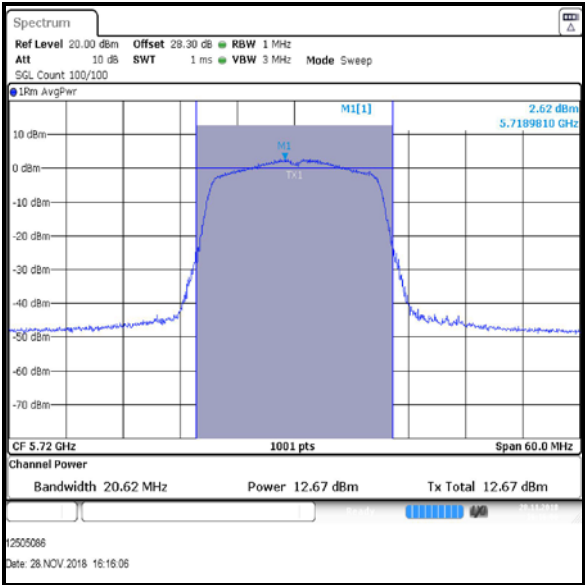 Spectrum
Ref Level 20.00 dBm Offset 28.30 dB RBW 1 MHz
Att 10 dB SWT 1 ms VBW 3 MHz Mode Sweep
SGL Count 100/100
1Rm AvgPwr
M1[1] 2.62 dBm
5.7189810 GHz
10 dBm
M1
0 dBm
TX1
-10 dBm
-20 dBm
-30 dBm
-40 dBm
-50 dBm
-60 dBm
-70 dBm
CF 5.72 GHz 1001 pts Span 60.0 MHz
Channel Power
Bandwidth 20.62 MHz Power 12.67 dBm Tx Total 12.67 dBm
12505086
Date: 28.NOV.2018 16:16:06